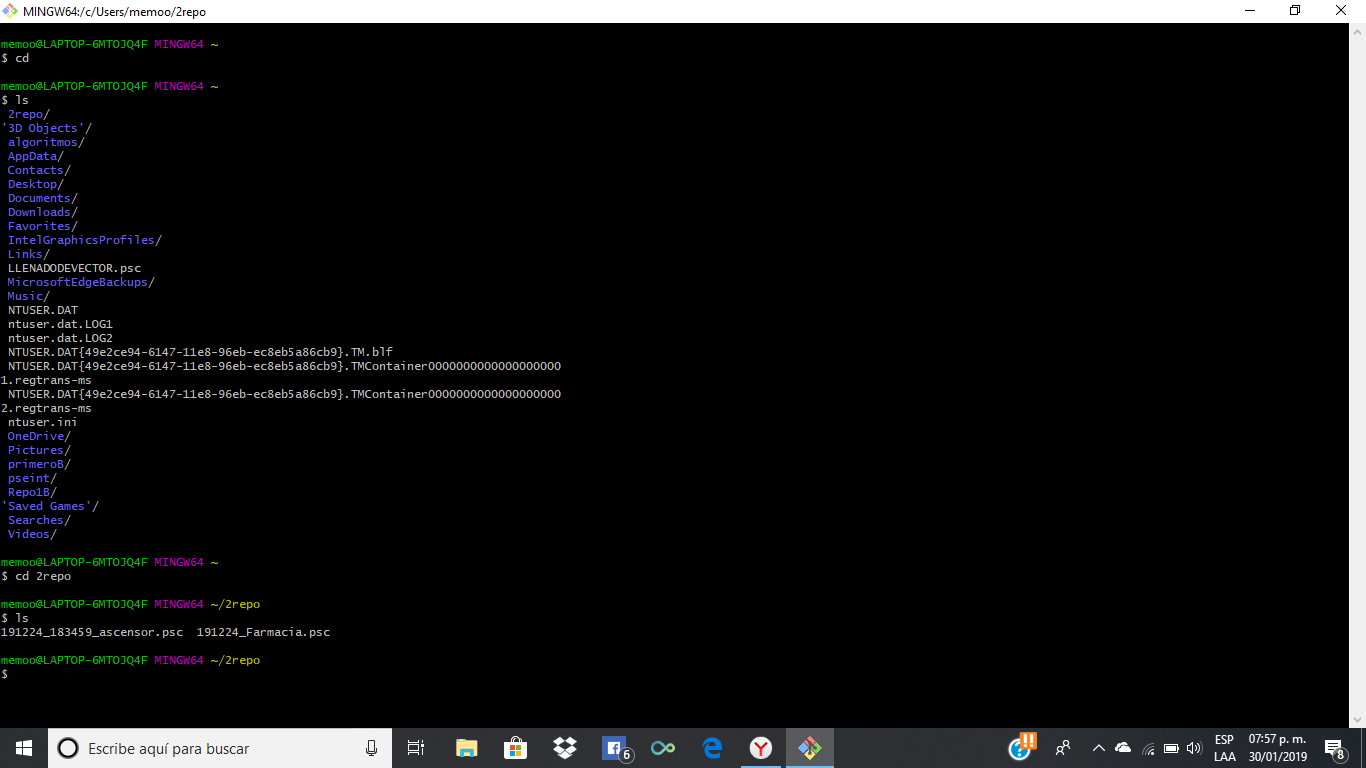 MINGW64:/c/Users/memoo/2repo
memoo@LAPTOP-6MTOJQ4F MINGW64 ~
$ cd
memoo@LAPTOP-6MTOJQ4F MINGW64 ~
$ ls
2repo/
'3D Objects'/
algoritmos/
AppData/
Contacts/
Desktop/
Documents/
Downloads/
Favorites/
IntelGraphicsProfiles/
Links/
LLENADODEVECTOR.psc
MicrosoftEdgeBackups/
Music/
NTUSER.DAT
ntuser.dat.LOG1
ntuser.dat.LOG2
NTUSER.DAT{49e2ce94-6147-11e8-96eb-ec8eb5a86cb9}.TM.blf
NTUSER.DAT{49e2ce94-6147-11e8-96eb-ec8eb5a86cb9}.TMContainer0000000000000000000
1.regtrans-ms
NTUSER.DAT{49e2ce94-6147-11e8-96eb-ec8eb5a86cb9}.TMContainer0000000000000000000
2.regtrans-ms
ntuser.ini
OneDrive/
Pictures/
primeroB/
pseint/
Repo1B/
'Saved Games'/
Searches/
Videos/
memoo@LAPTOP-6MTOJQ4F MINGW64 ~
$ cd 2repo
memoo@LAPTOP-6MTOJQ4F MINGW64 ~/2repo
$ ls
191224_183459_ascensor.psc  191224_Farmacia.psc
memoo@LAPTOP-6MTOJQ4F MINGW64 ~/2repo
$
Escribe aquí para buscar
6
ESP
LAA
07:57 p. m.
30/01/2019
8